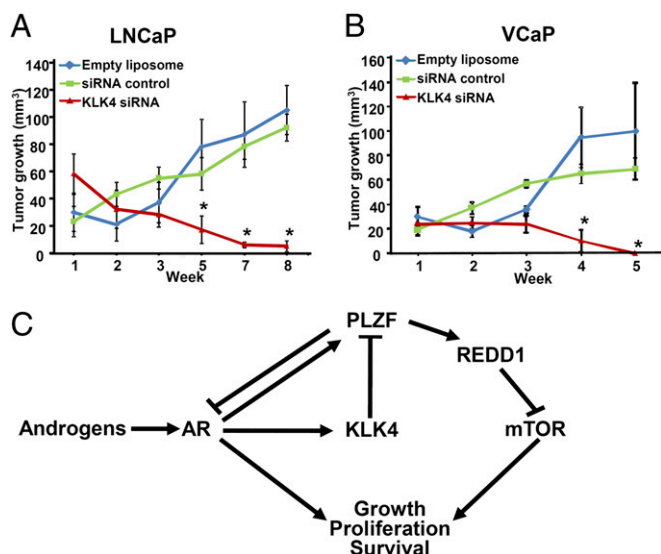 A
LNCaP
Empty liposome
siRNA control
KLK4 siRNA
Tumor growth (mm³)
140
120
100
80
60
40
20
0
*
*
*
1 2 3 5 7 8
Week
B
VCaP
Empty liposome
siRNA control
KLK4 siRNA
Tumor growth (mm³)
160
140
120
100
80
60
40
20
0
*
*
1 2 3 4 5
Week
C
PLZF
REDD1
Androgens AR KLK4 mTOR
Growth
Proliferation
Survival